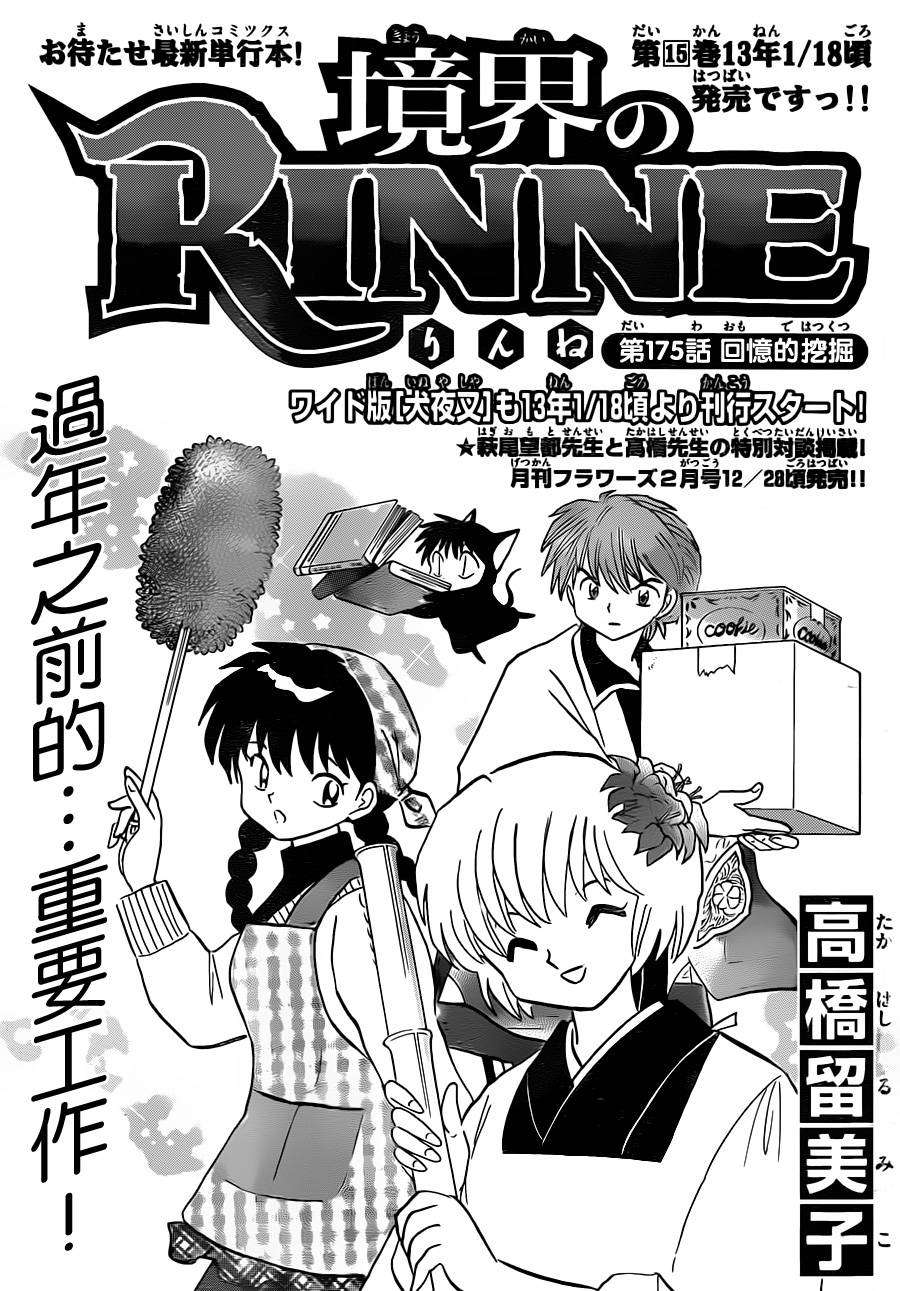 お待たせ最新単行本!
第15巻13年1/18頃
発売ですっ!!
境界の
RINNE
りんね
第175話 回憶的挖掘
ワイド版[犬夜叉]も13年1/18頃より刊行スタート!
★萩尾望都先生と高橋先生の特別対談掲載!
月刊フラワーズ2月号12/28頃発売!!
過年之前的…重要工作!
cookie
Cookie
高橋留美子